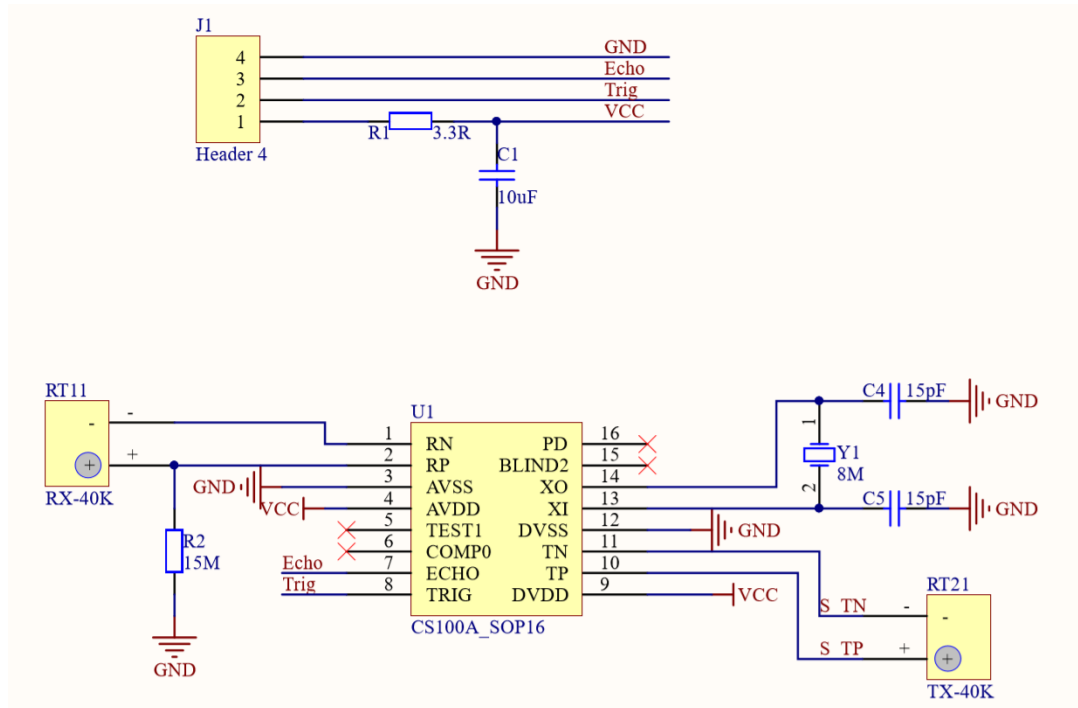 J1
4 GND
3 Echo
2 Trig
1 R1 3.3R VCC
Header 4
C1
10uF
GND
RT11
-
-
+
+
RX-40K
R2
15M
GND
U1
1 RN PD 16
2 RP BLIND2 15
GND 3 AVSS XO 14
VCC 4 AVDD XI 13
5 TEST1 DVSS 12 GND
6 COMP0 TN 11
Echo 7 ECHO TP 10
Trig 8 TRIG DVDD 9 VCC
CS100A_SOP16
C4 15pF GND
1
Y1
8M
2
C5 15pF GND
RT21
S_TN - -
S_TP + +
TX-40K